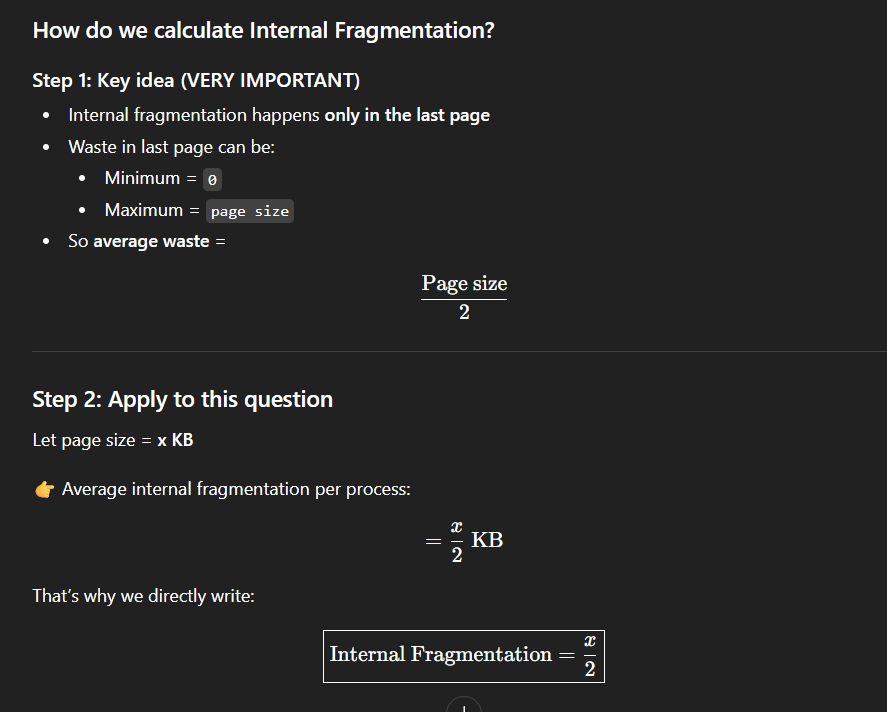 How do we calculate Internal Fragmentation?
Step 1: Key idea (VERY IMPORTANT)
• Internal fragmentation happens only in the last page
• Waste in last page can be:
• Minimum = 0
• Maximum = page size
• So average waste =
Page size
2
Step 2: Apply to this question
Let page size = x KB
👉 Average internal fragmentation per process:
= x/2 KB
That’s why we directly write:
Internal Fragmentation = x/2